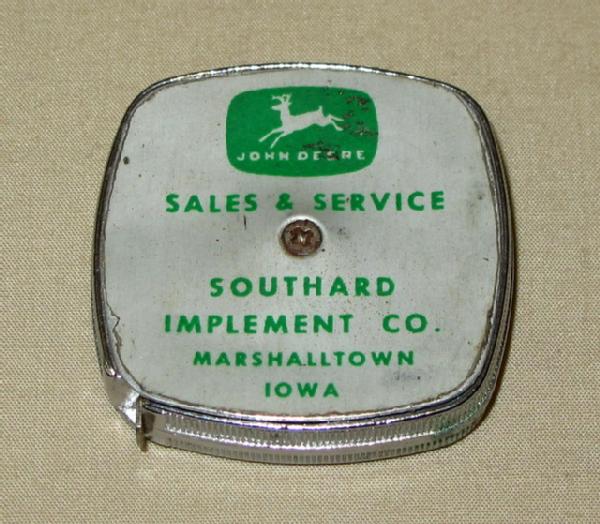 JOHN DEERE
SALES & SERVICE
SOUTHARD
IMPLEMENT CO.
MARSHALLTOWN
IOWA